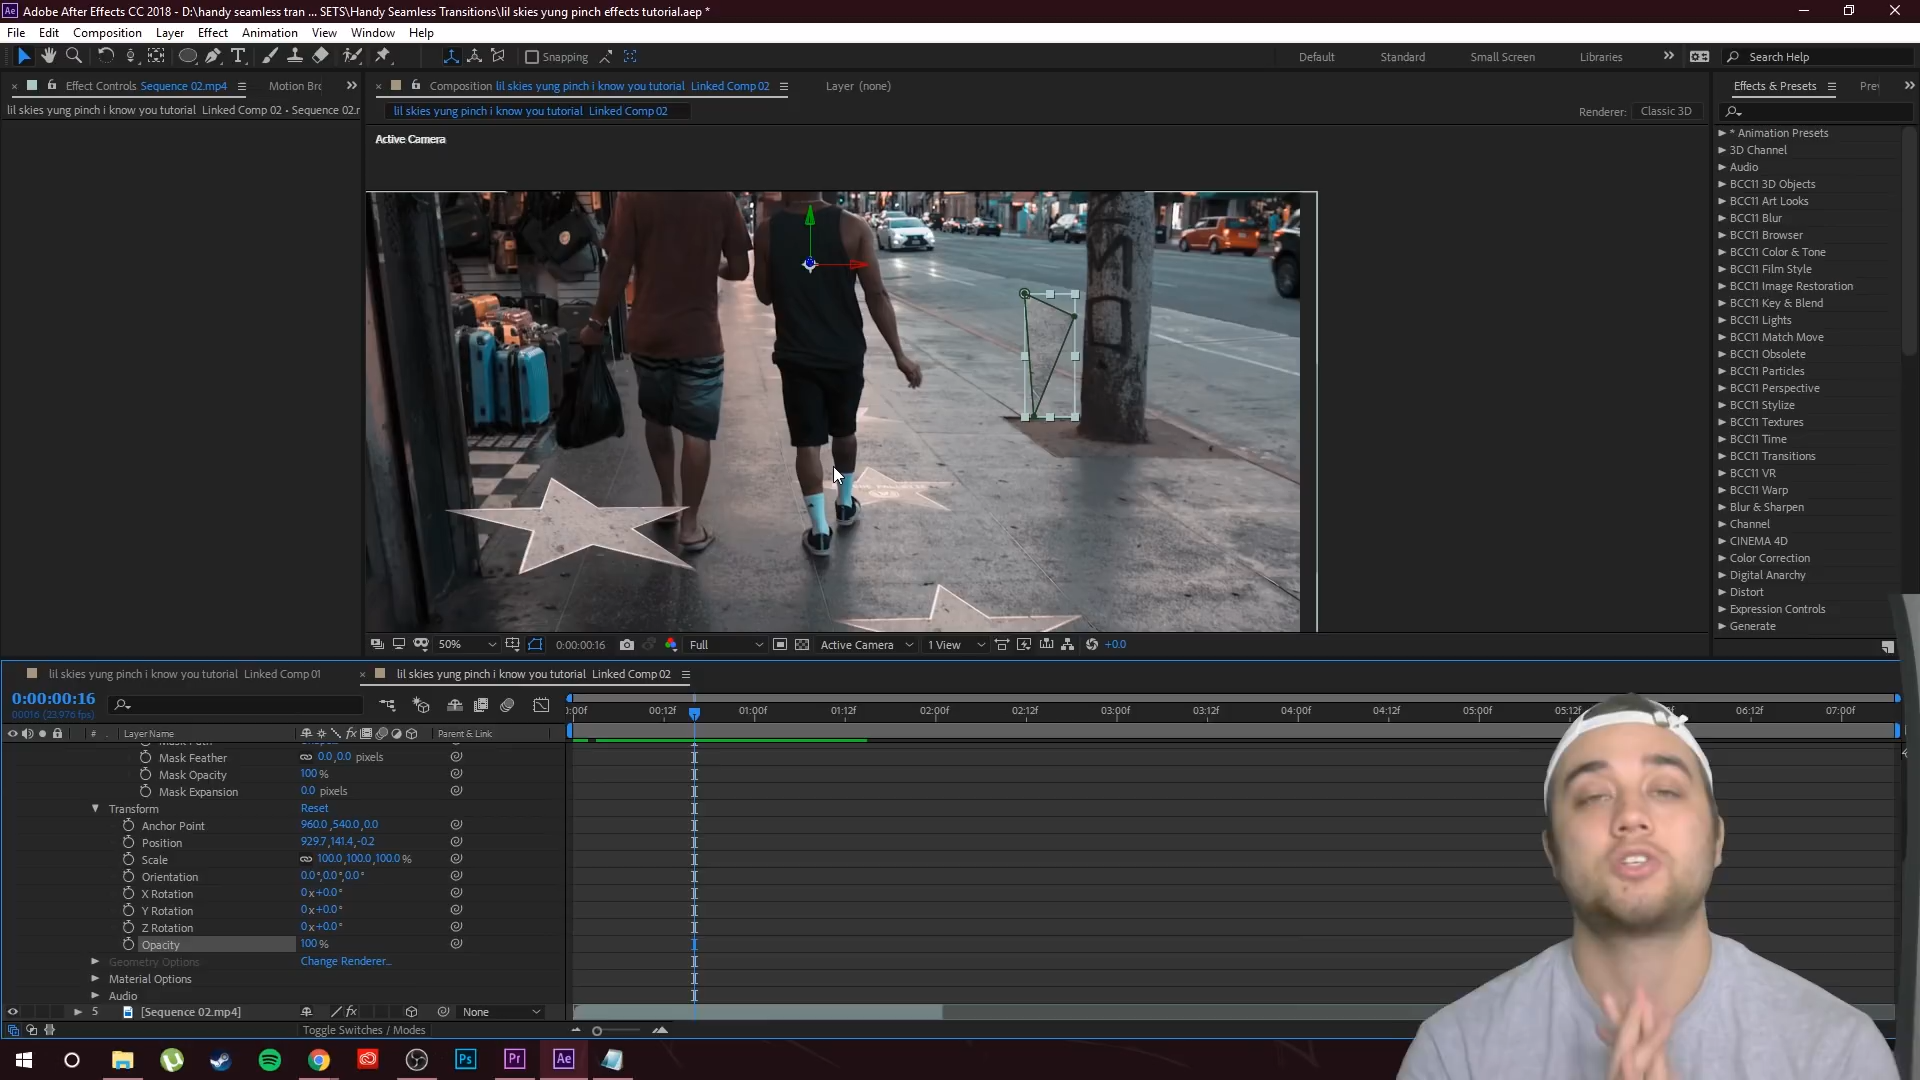 Adobe After Effects CC 2018 - D:\handy seamless tran ... SETS\Handy Seamless Transitions\lil skies yung pinch effects tutorial.aep *
File Edit Composition Layer Effect Animation View Window Help
Snapping
Default Standard Small Screen Libraries Search Help
Effect Controls Sequence 02.mp4
Motion Br
Composition lil skies yung pinch i know you tutorial Linked Comp 02
Layer (none)
Effects & Presets
lil skies yung pinch i know you tutorial Linked Comp 02 • Sequence 02.
lil skies yung pinch i know you tutorial Linked Comp 02
Renderer: Classic 3D
Active Camera
* Animation Presets
3D Channel
Audio
BCC11 3D Objects
BCC11 Art Looks
BCC11 Blur
BCC11 Browser
BCC11 Color & Tone
BCC11 Film Style
BCC11 Image Restoration
BCC11 Key & Blend
BCC11 Lights
BCC11 Match Move
BCC11 Obsolete
BCC11 Particles
BCC11 Perspective
BCC11 Stylize
BCC11 Textures
BCC11 Time
BCC11 Transitions
BCC11 VR
BCC11 Warp
Blur & Sharpen
Channel
CINEMA 4D
Color Correction
Digital Anarchy
Distort
Expression Controls
Generate
50% 0:00:00:16 Full Active Camera 1 View +0.0
lil skies yung pinch i know you tutorial Linked Comp 01
lil skies yung pinch i know you tutorial Linked Comp 02
0:00:00:16
00016 (23.976 fps)
:00f 00:12f 01:00f 01:12f 02:00f 02:12f 03:00f 03:12f 04:00f 04:12f 05:00f 05:12f 06:12f 07:00f
# Layer Name Parent & Link
Mask Feather 0.0,0.0 pixels
Mask Opacity 100 %
Mask Expansion 0.0 pixels
Transform Reset
Anchor Point 960.0,540.0,0.0
Position 929.7,141.4,-0.2
Scale 100.0,100.0,100.0 %
Orientation 0.0°,0.0°,0.0°
X Rotation 0x+0.0°
Y Rotation 0x+0.0°
Z Rotation 0x+0.0°
Opacity 100 %
Geometry Options Change Renderer...
Material Options
Audio
5 [Sequence 02.mp4] None
Toggle Switches / Modes
Ps Pr Ae